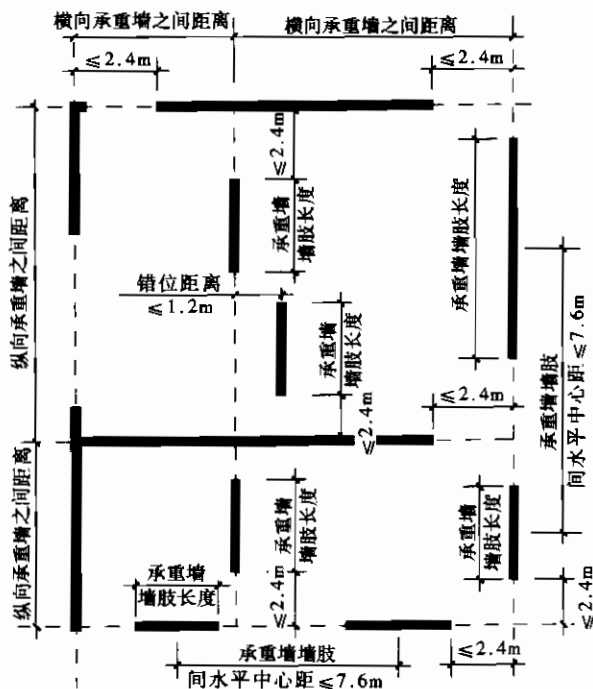 横向承重墙之间距离
横向承重墙之间距离
≤2.4m
≤2.4m
纵向承重墙之间距离
≤2.4m
承重墙
墙肢长度
承重墙墙肢长度
错位距离
≤1.2m
承重墙
墙肢长度
≤2.4m
≤2.4m
承重墙墙肢
间水平中心距≤7.6m
纵向承重墙之间距离
承重墙
墙肢长度
≤2.4m
承重墙
墙肢长度
≤2.4m
承重墙
墙肢长度
承重墙墙肢
间水平中心距≤7.6m
≤2.4m